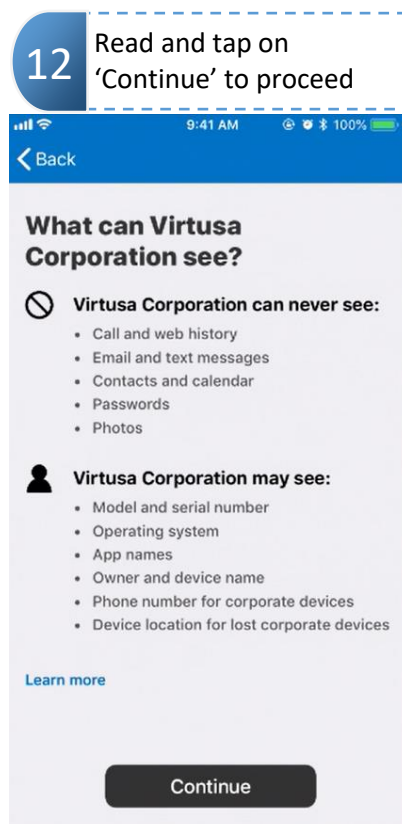 12
Read and tap on
‘Continue’ to proceed
9:41 AM
100%
Back
What can Virtusa
Corporation see?
Virtusa Corporation can never see:
• Call and web history
• Email and text messages
• Contacts and calendar
• Passwords
• Photos
Virtusa Corporation may see:
• Model and serial number
• Operating system
• App names
• Owner and device name
• Phone number for corporate devices
• Device location for lost corporate devices
Learn more
Continue